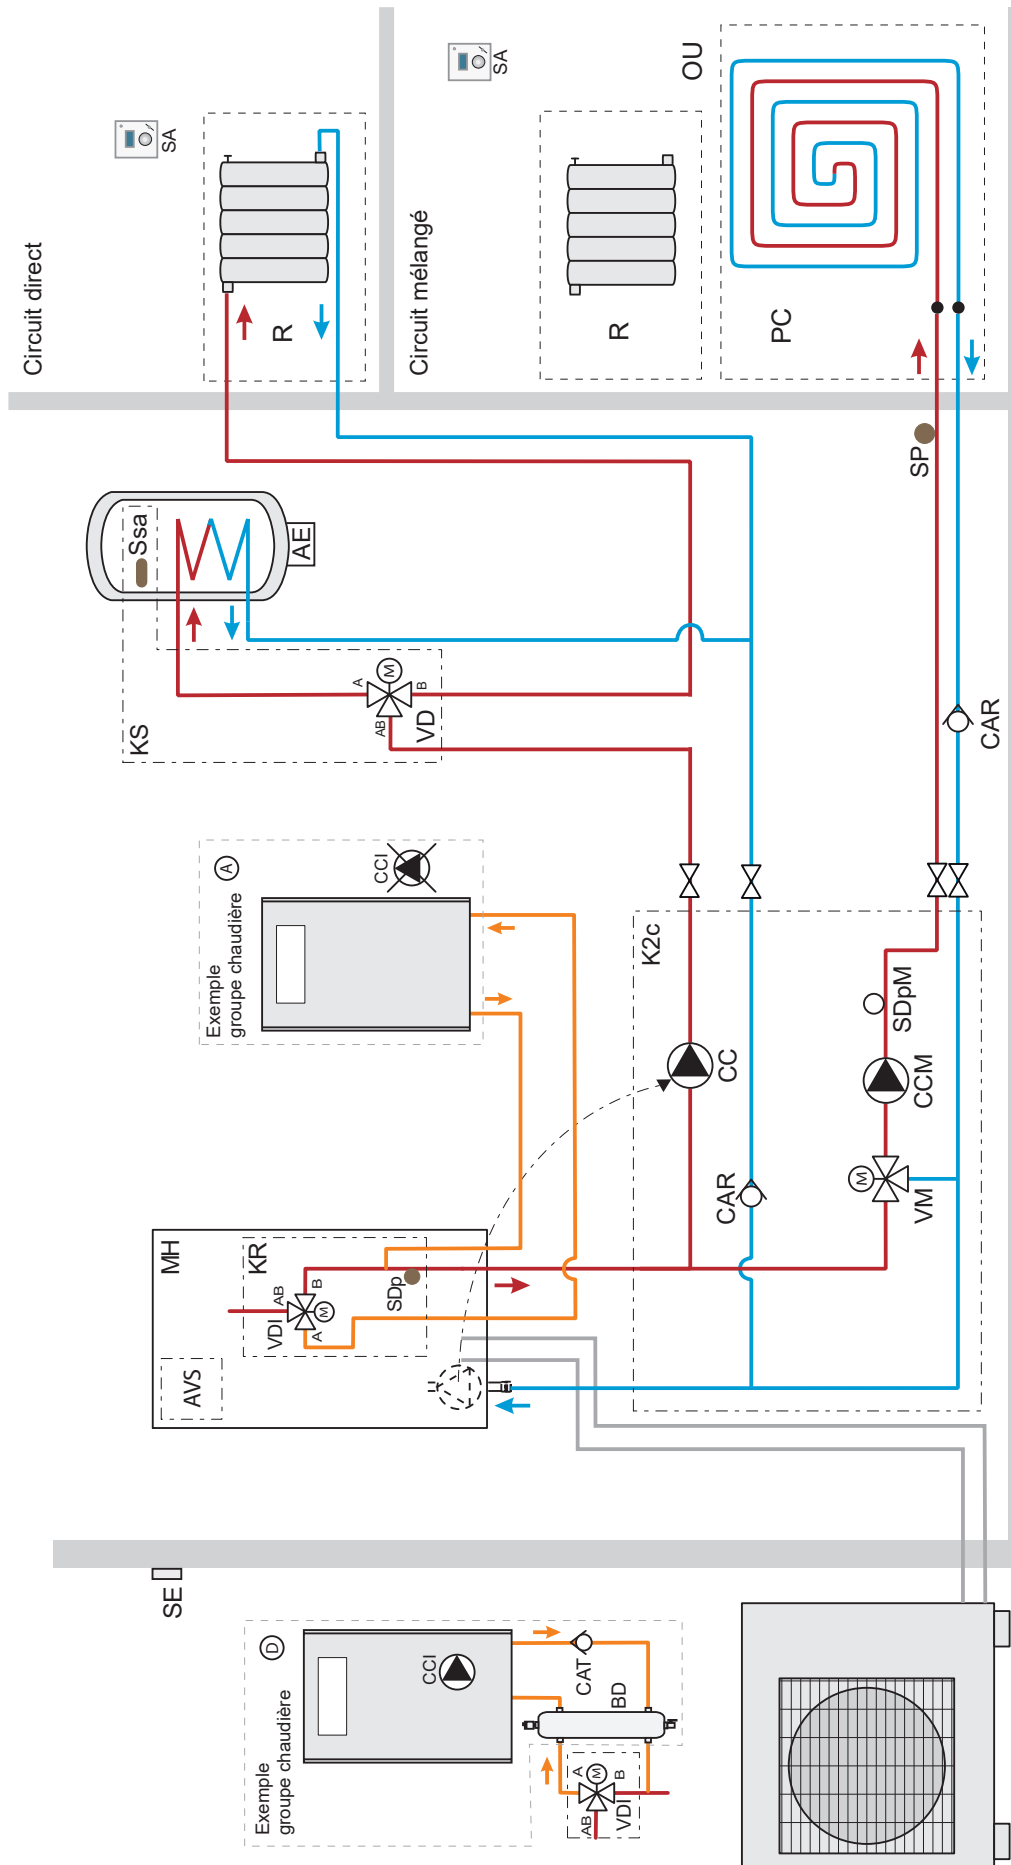 Circuit direct
SA
R
Circuit mélangé
SA
R
OU
PC
SP
Ssa
AE
KS
A
M
B
AB
VD
CAR
Exemple
groupe chaudière
A
CCI
K2c
CC
SDpM
CCM
M
VM
CAR
MH
KR
AB
B
VDI
M
A
SDp
AVS
SE
Exemple
groupe chaudière
D
CCI
CAT
BD
A
M
B
AB
VDI